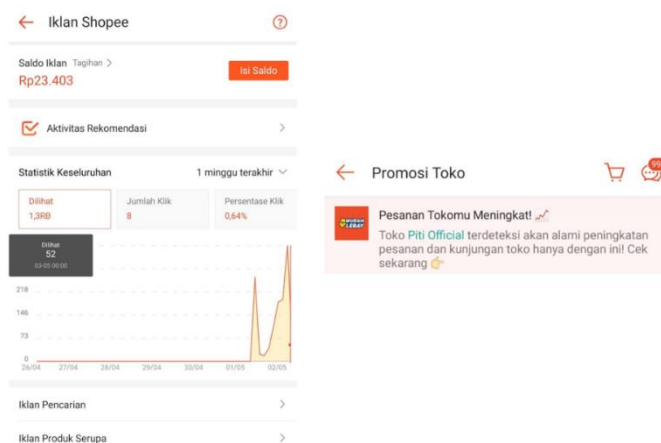 Iklan Shopee
Saldo Iklan Tagihan >
Rp23.403
Isi Saldo
Aktivitas Rekomendasi
Statistik Keseluruhan
1 minggu terakhir
Dilihat
1,3RB
Jumlah Klik
8
Persentase Klik
0,64%
Dilihat
52
03-05 00:00
218
146
73
0
26/04 27/04 28/04 29/04 30/04 01/05 02/05
Iklan Pencarian
Iklan Produk Serupa
Promosi Toko
99
MURAH
LEBAY
Pesanan Tokomu Meningkat!
Toko Piti Official terdeteksi akan alami peningkatan
pesanan dan kunjungan toko hanya dengan ini! Cek
sekarang